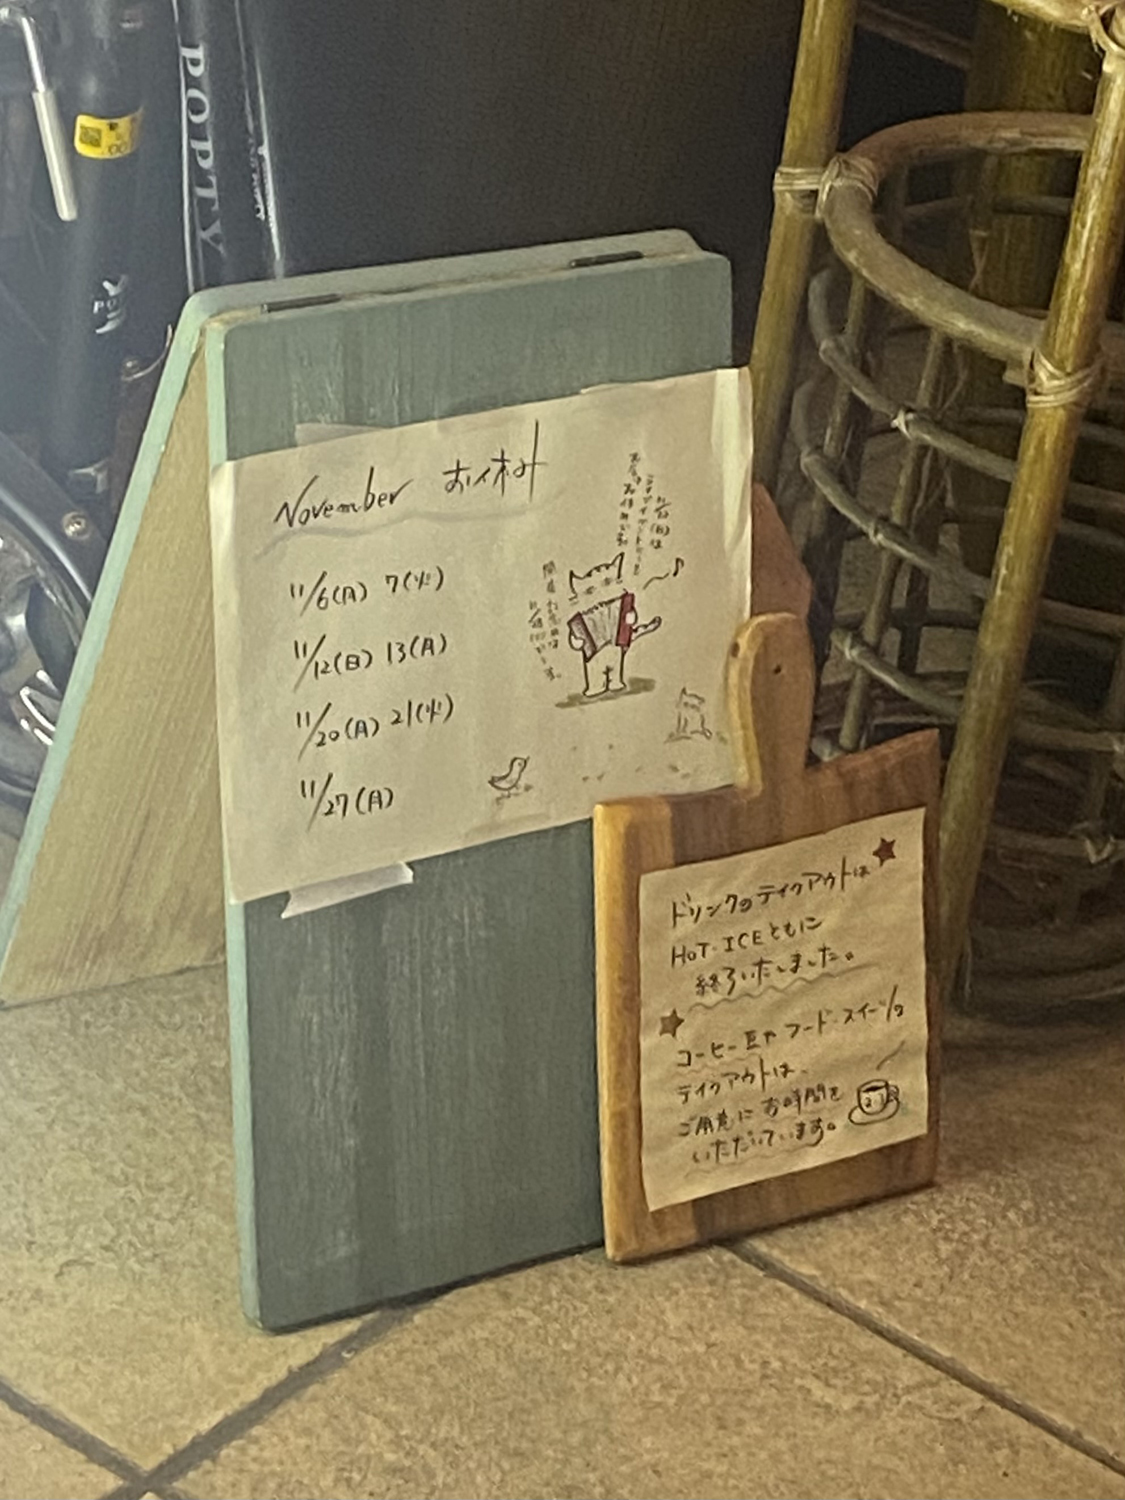 POPTY
November お休み
11/6(月) 7(火)
11/12(日) 13(月)
11/20(月) 21(火)
11/27(月)
ドリンクのテイクアウトは
HOT・ICEともに
終了いたしました。
コーヒー豆や フード・スイーツの
テイクアウトは、
ご用意に お時間を
いただいています。